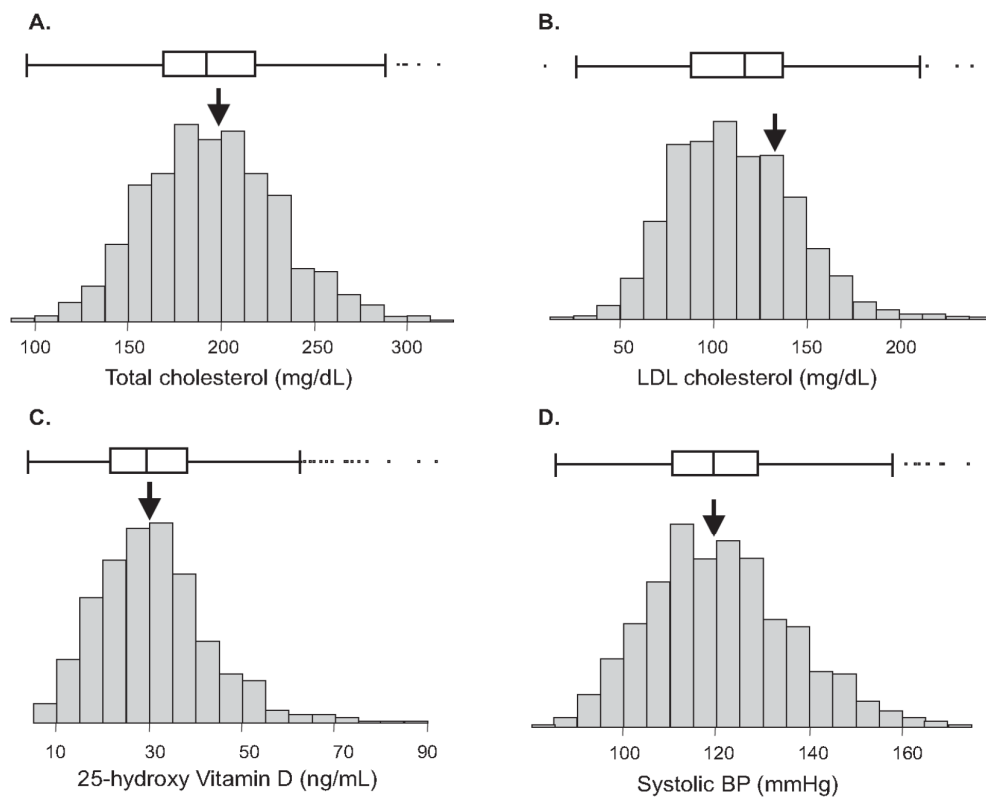 A.
100 150 200 250 300
Total cholesterol (mg/dL)
B.
50 100 150 200
LDL cholesterol (mg/dL)
C.
10 30 50 70 90
25-hydroxy Vitamin D (ng/mL)
D.
100 120 140 160
Systolic BP (mmHg)